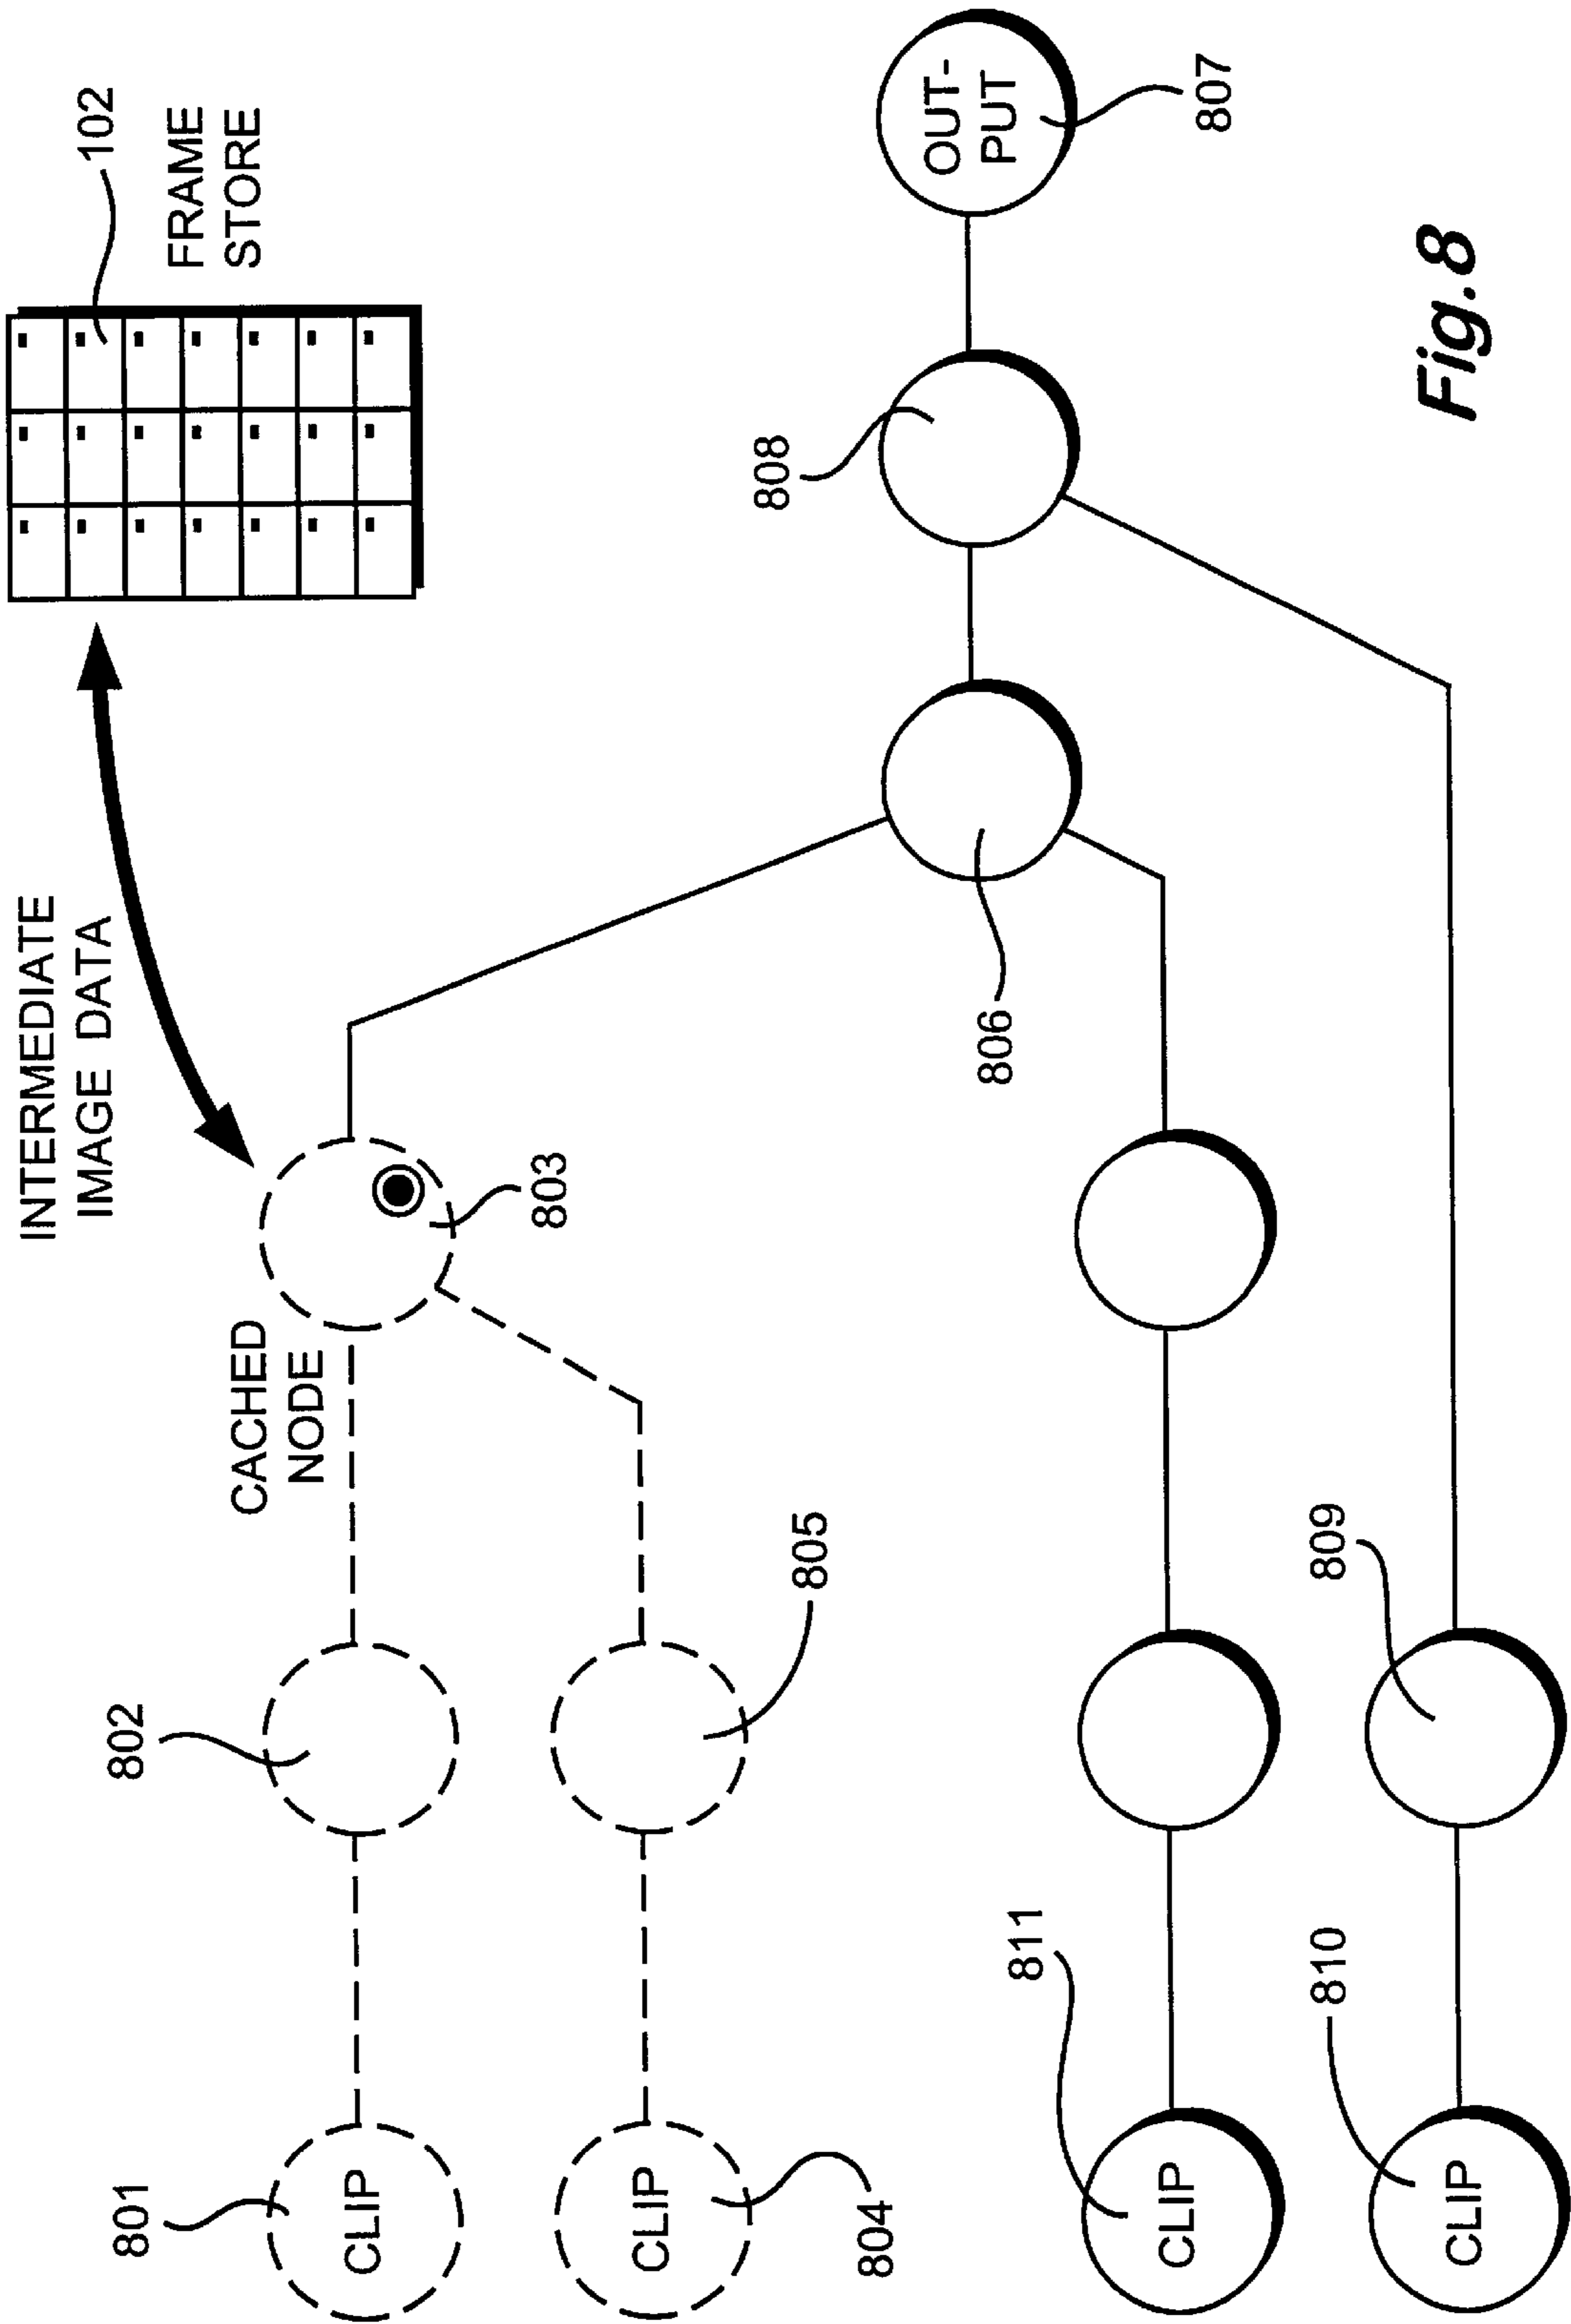 INTERMEDIATE
IMAGE DATA
102
FRAME
STORE
801
802
CACHED
NODE
803
CLIP
805
CLIP
804
808
OUT-
PUT
807
806
811
CLIP
809
810
CLIP
Fig.8